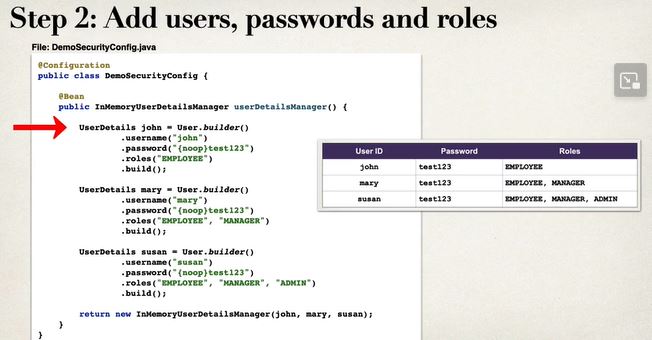 Step 2: Add users, passwords and roles
File: DemoSecurityConfig.java
@Configuration
public class DemoSecurityConfig {
@Bean
public InMemoryUserDetailsManager userDetailsManager() {
UserDetails john = User.builder()
.username("john")
.password("{noop}test123")
.roles("EMPLOYEE")
.build();
UserDetails mary = User.builder()
.username("mary")
.password("{noop}test123")
.roles("EMPLOYEE", "MANAGER")
.build();
UserDetails susan = User.builder()
.username("susan")
.password("{noop}test123")
.roles("EMPLOYEE", "MANAGER", "ADMIN")
.build();
return new InMemoryUserDetailsManager(john, mary, susan);
}
}
User ID Password Roles
john test123 EMPLOYEE
mary test123 EMPLOYEE, MANAGER
susan test123 EMPLOYEE, MANAGER, ADMIN